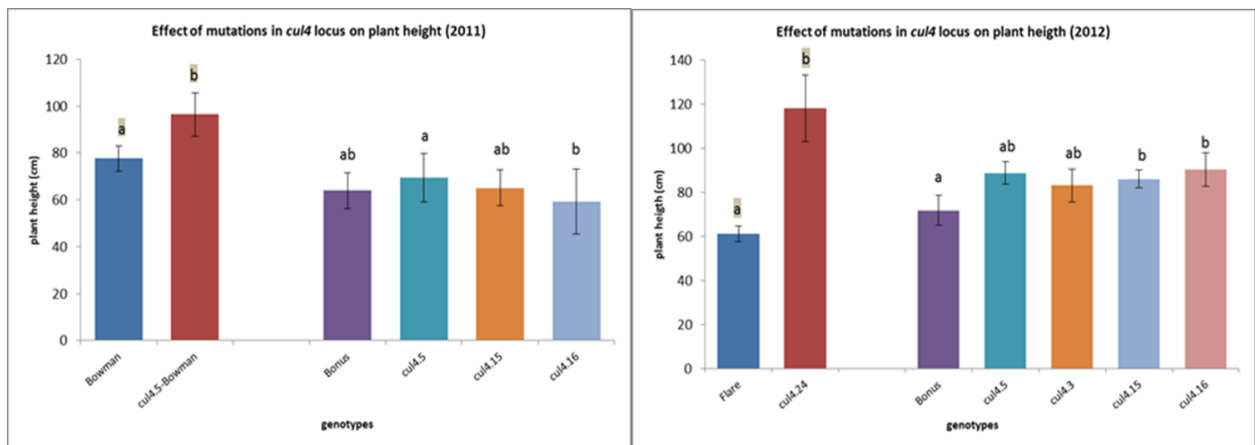 Effect of mutations in cul4 locus on plant height (2011)
plant height (cm)
120
100
80
60
40
20
0
a
b
ab
a
ab
b
Bowman
cul4.5-Bowman
Bonus
cul4.5
cul4.15
cul4.16
genotypes
Effect of mutations in cul4 locus on plant heigth (2012)
plant heigth (cm)
140
120
100
80
60
40
20
0
a
b
a
ab
ab
b
b
Flare
cul4.24
Bonus
cul4.5
cul4.3
cul4.15
cul4.16
genotypes